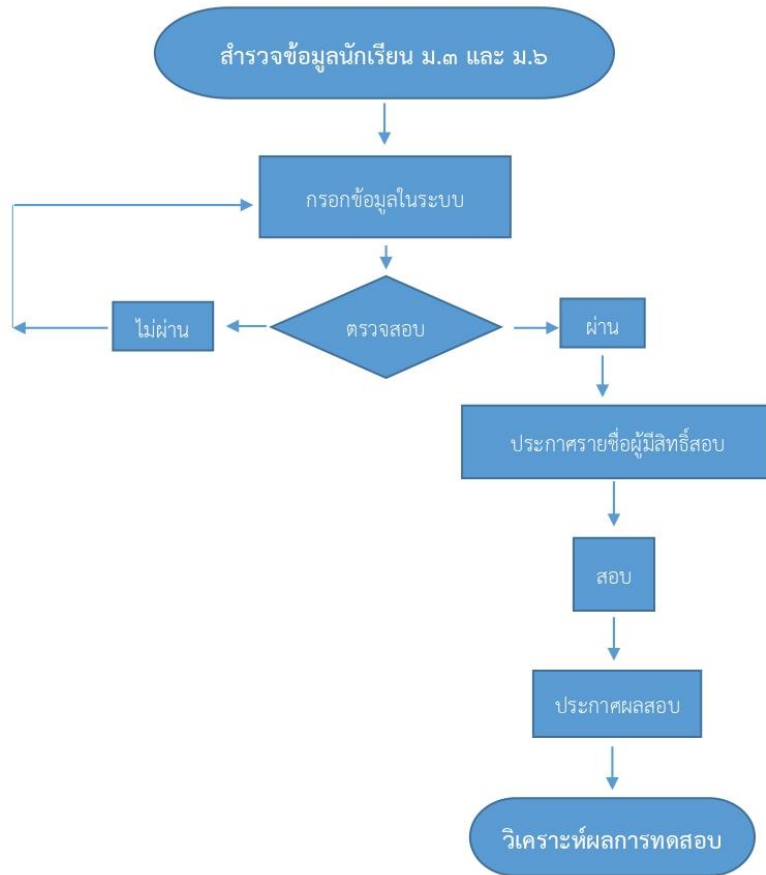 สำรวจข้อมูลนักเรียน ม.๓ และ ม.๖
กรอกข้อมูลในระบบ
ไม่ผ่าน
ตรวจสอบ
ผ่าน
ประกาศรายชื่อผู้มีสิทธิ์สอบ
สอบ
ประกาศผลสอบ
วิเคราะห์ผลการทดสอบ